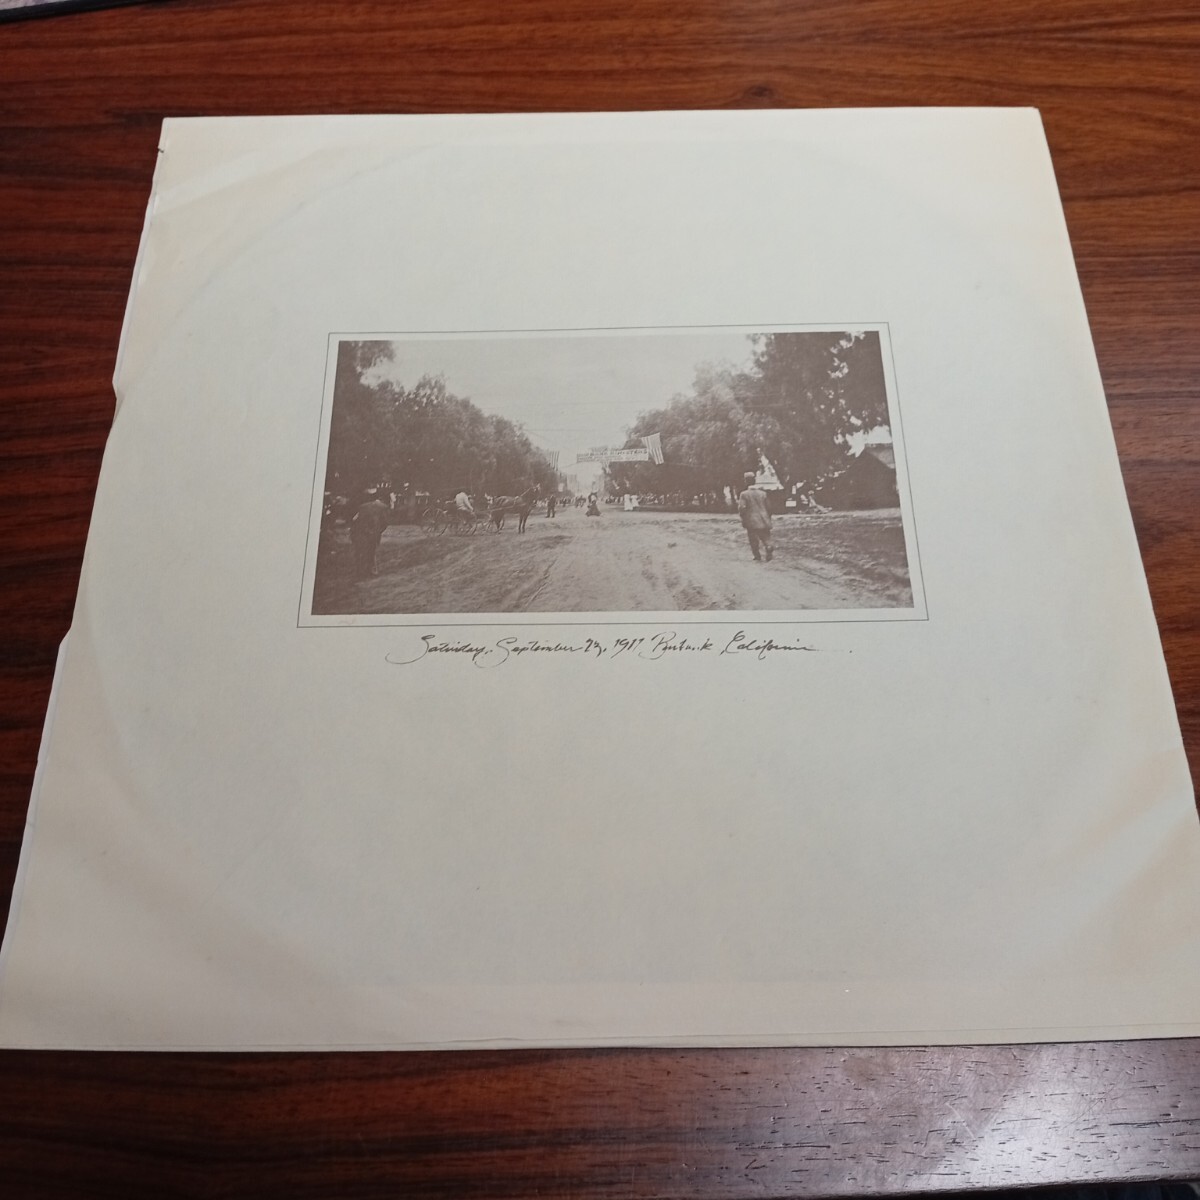 Saturday, September 23, 1911 Burbank, California